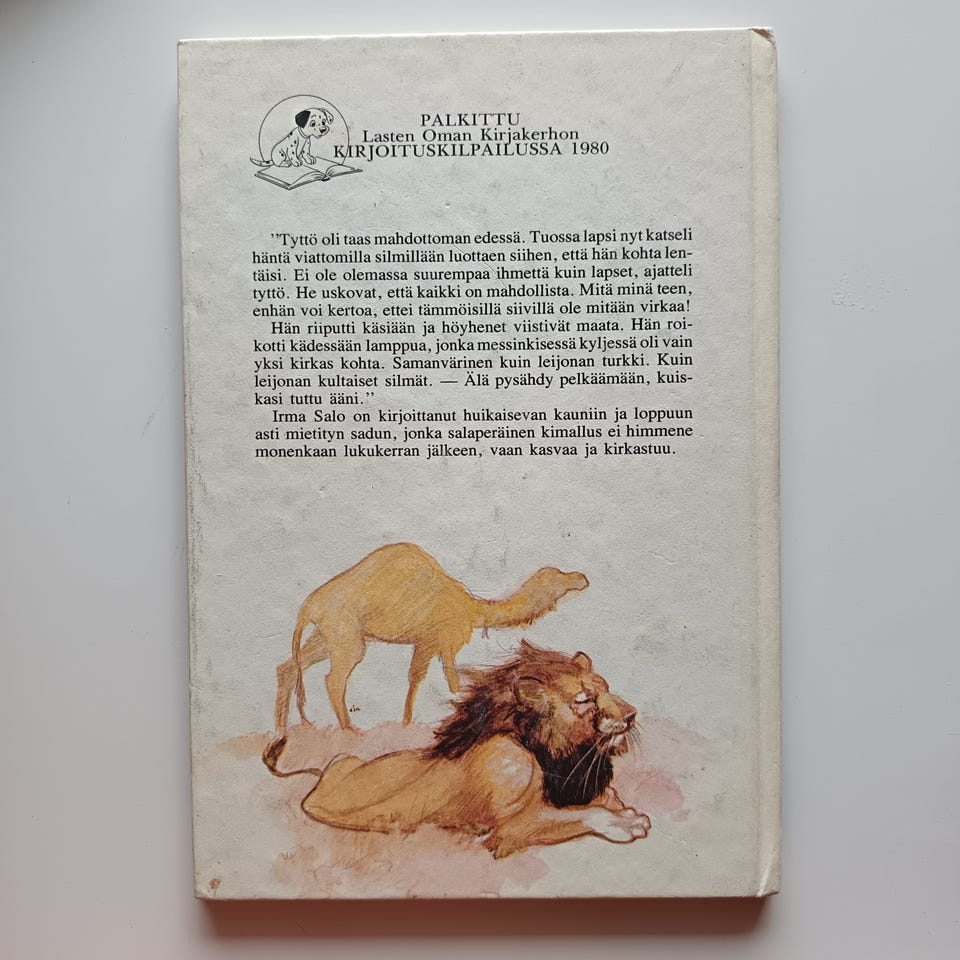 PALKITTU
Lasten Oman Kirjakerhon
KIRJOITUSKILPAILUSSA 1980
”Tyttö oli taas mahdottoman edessä. Tuossa lapsi nyt katseli
häntä viattomilla silmillään luottaen siihen, että hän kohta len-
täisi. Ei ole olemassa suurempaa ihmettä kuin lapset, ajatteli
tyttö. He uskovat, että kaikki on mahdollista. Mitä minä teen,
enhän voi kertoa, ettei tämmöisillä siivillä ole mitään virkaa!
Hän riiputti käsiään ja höyhenet viistivät maata. Hän roi-
kotti kädessään lamppua, jonka messinkisessä kyljessä oli vain
yksi kirkas kohta. Samanvärinen kuin leijonan turkki. Kuin
leijonan kultaiset silmät. — Älä pysähdy pelkäämään, kuis-
kasi tuttu ääni.”
Irma Salo on kirjoittanut huikaisevan kauniin ja loppuun
asti mietityn sadun, jonka salaperäinen kimallus ei himmene
monenkaan lukukerran jälkeen, vaan kasvaa ja kirkastuu.